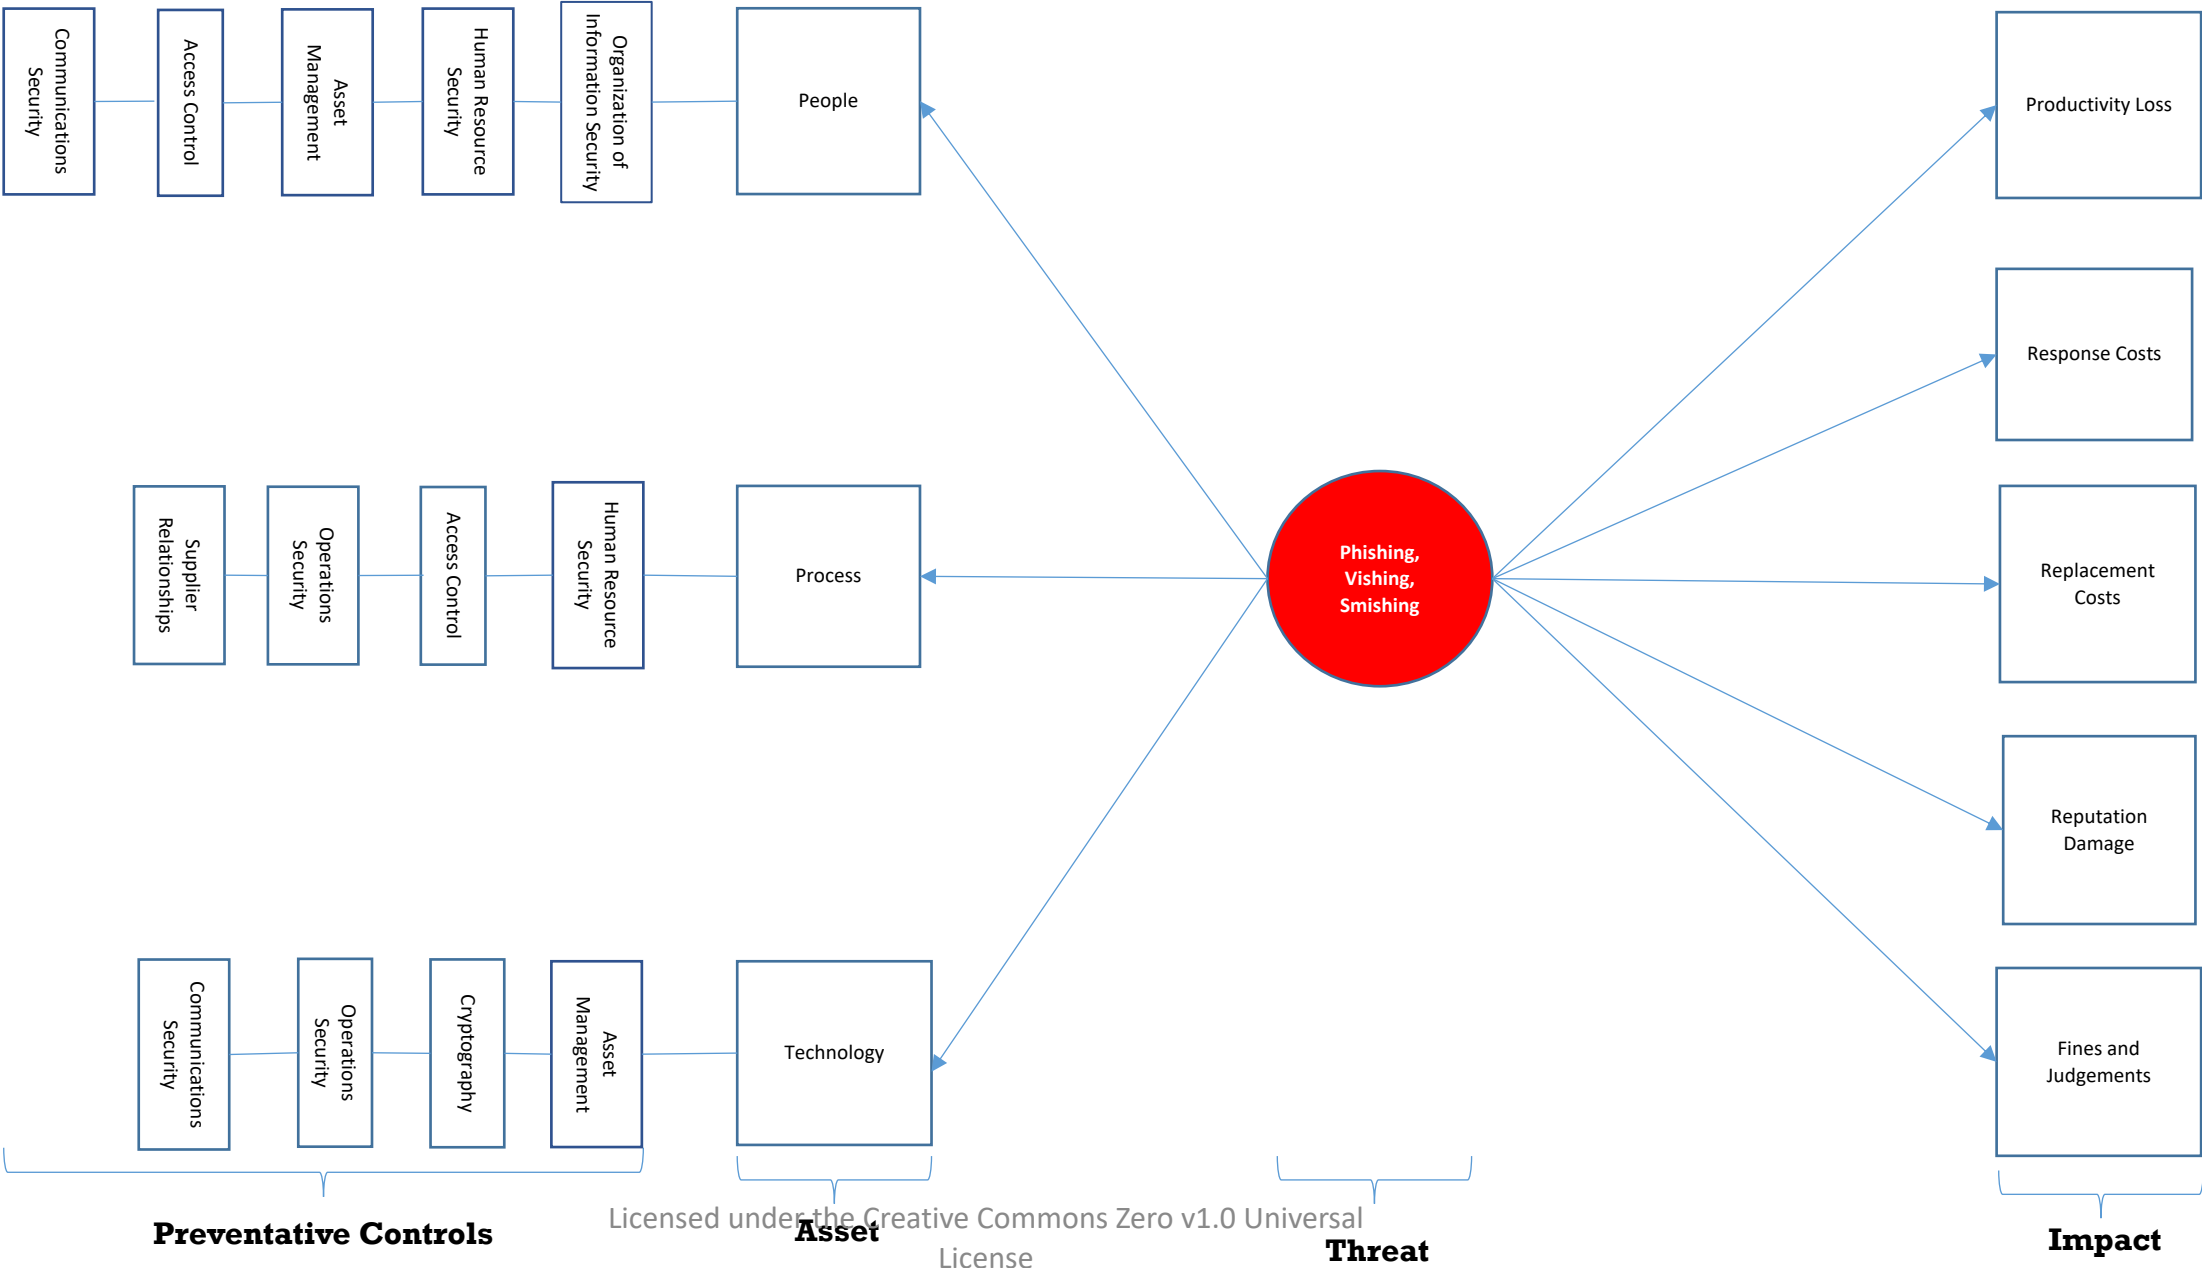 Communications
Security
Access Control
Asset
Management
Human Resource
Security
Organization of
Information Security
People
Productivity Loss
Response Costs
Supplier
Relationships
Operations
Security
Access Control
Human Resource
Security
Process
Phishing,
Vishing,
Smishing
Replacement
Costs
Reputation
Damage
Communications
Security
Operations
Security
Cryptography
Asset
Management
Technology
Fines and
Judgements
Preventative Controls
Asset
Threat
Impact
Licensed under the Creative Commons Zero v1.0 Universal
License